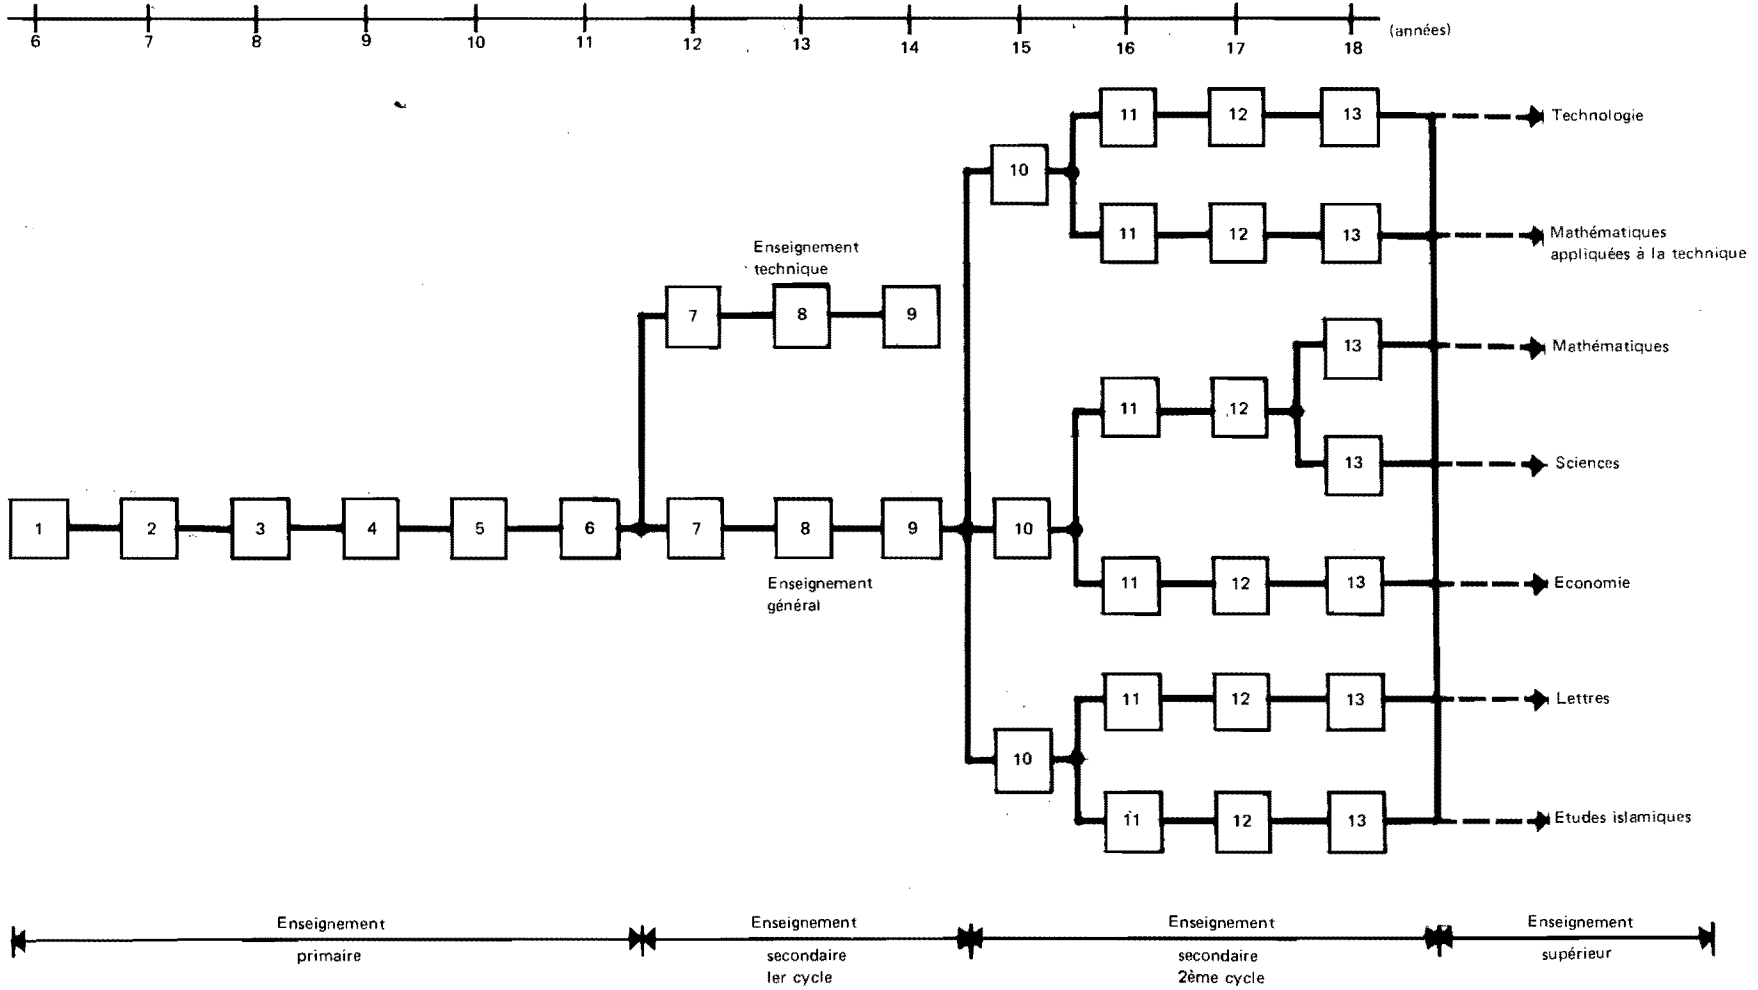 6 7 8 9 10 11 12 13 14 15 16 17 18 (années)
11 12 13 Technologie
10
11 12 13 Mathématiques
appliquées à la technique
Enseignement
technique
7 8 9
13 Mathématiques
11 12
13 Sciences
1 2 3 4 5 6 7 8 9 10
Enseignement
général
11 12 13 Economie
11 12 13 Lettres
10
11 12 13 Etudes islamiques
Enseignement
primaire
Enseignement
secondaire
Ier cycle
Enseignement
secondaire
2ème cycle
Enseignement
supérieur